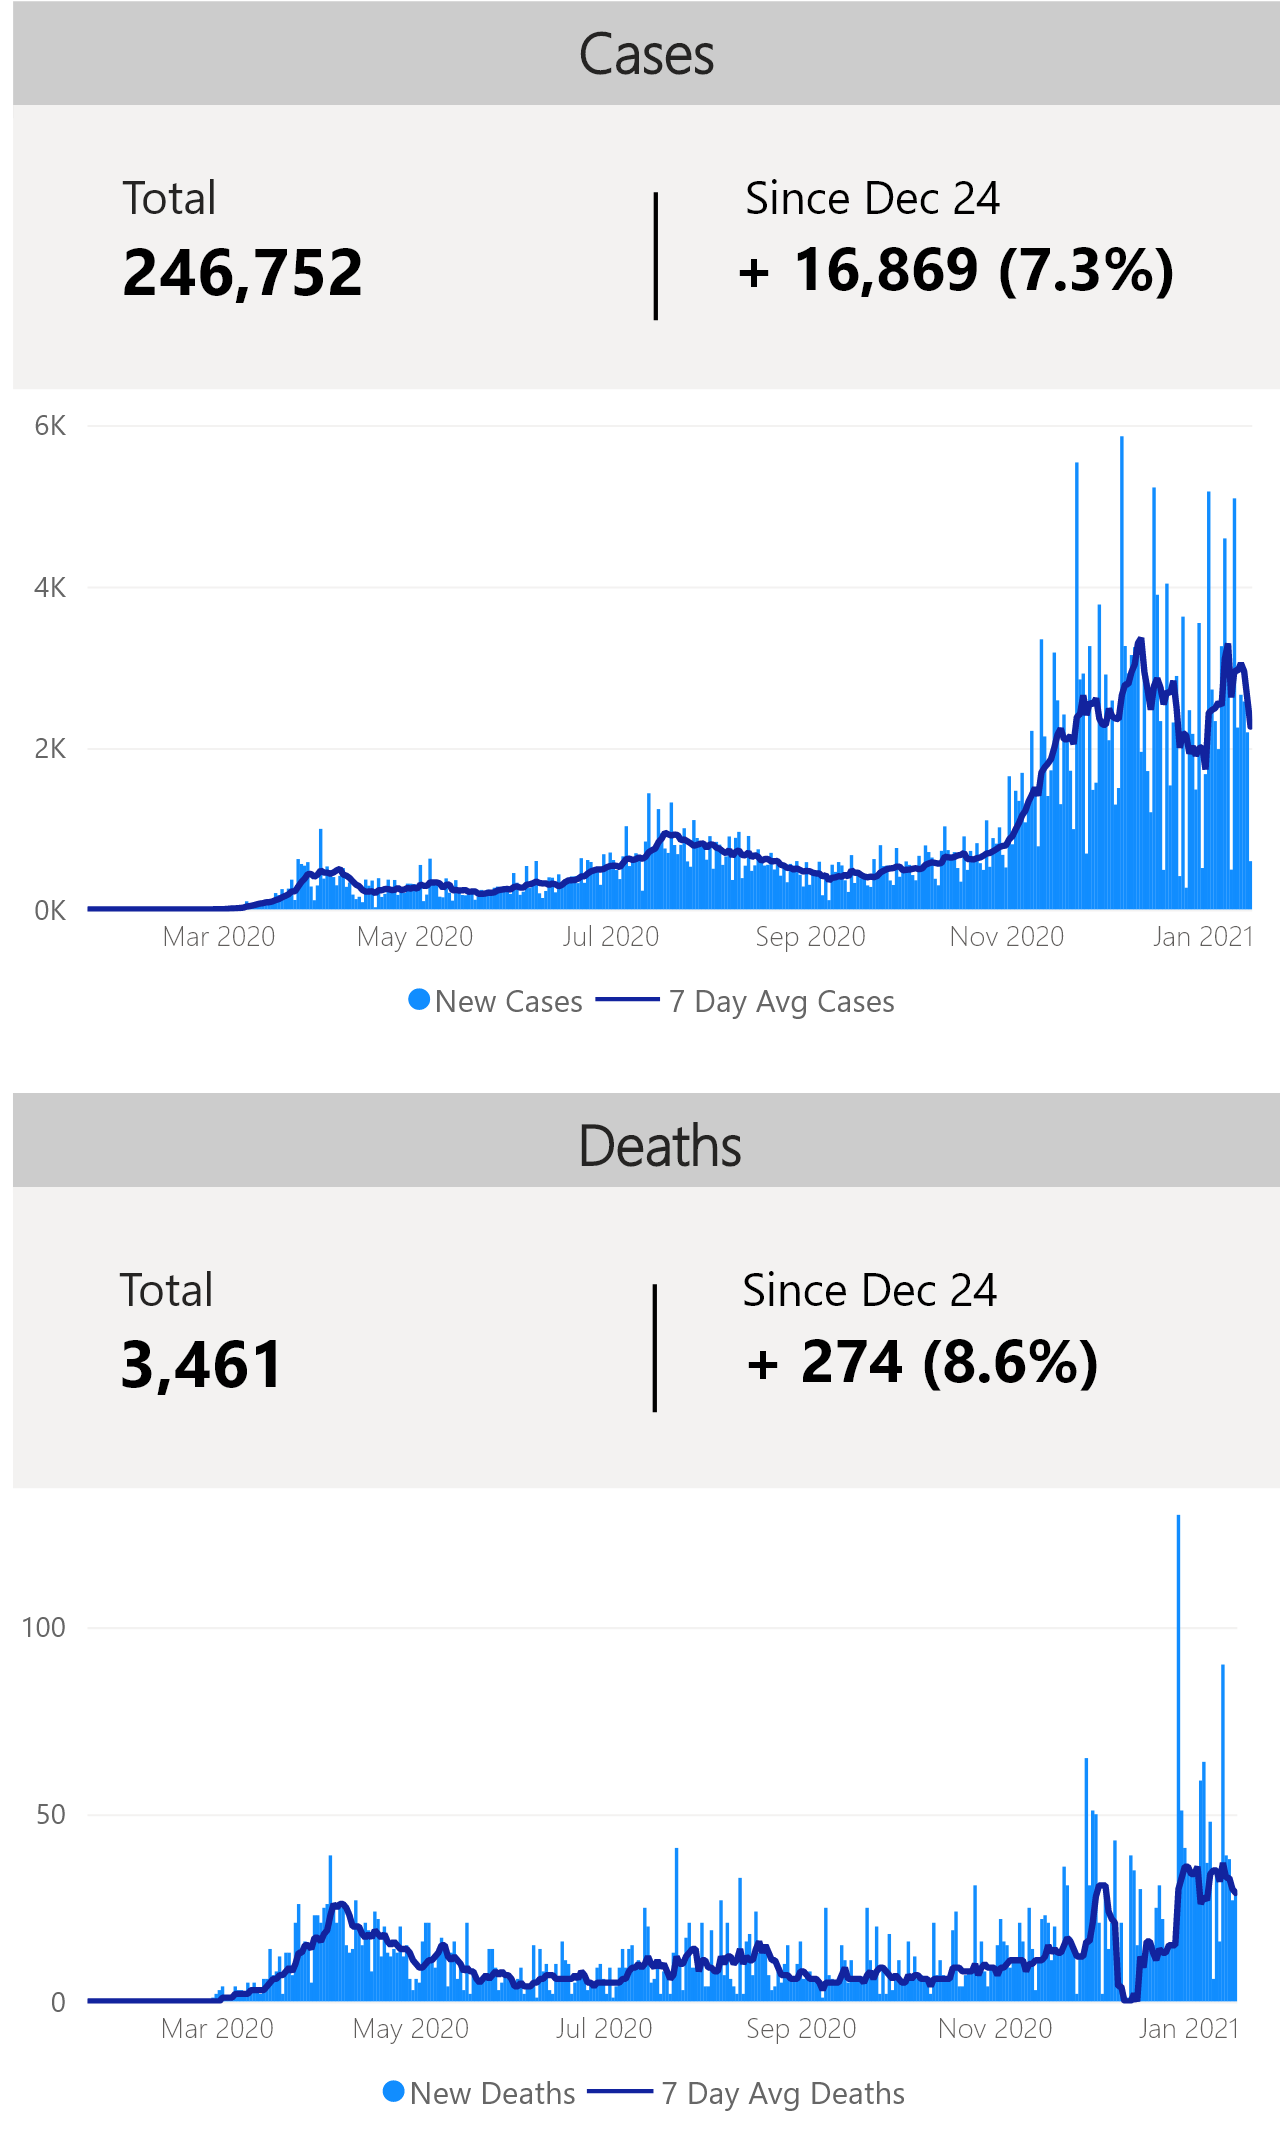 Cases
Total
Since Dec 24
246,752
+ 16,869 (7.3%)
6K
4K
2K
0K
Mar 2020 May 2020 Jul 2020 Sep 2020 Nov 2020 Jan 2021
New Cases 7 Day Avg Cases
Deaths
Total
Since Dec 24
3,461
+ 274 (8.6%)
100
50
0
Mar 2020 May 2020 Jul 2020 Sep 2020 Nov 2020 Jan 2021
New Deaths 7 Day Avg Deaths